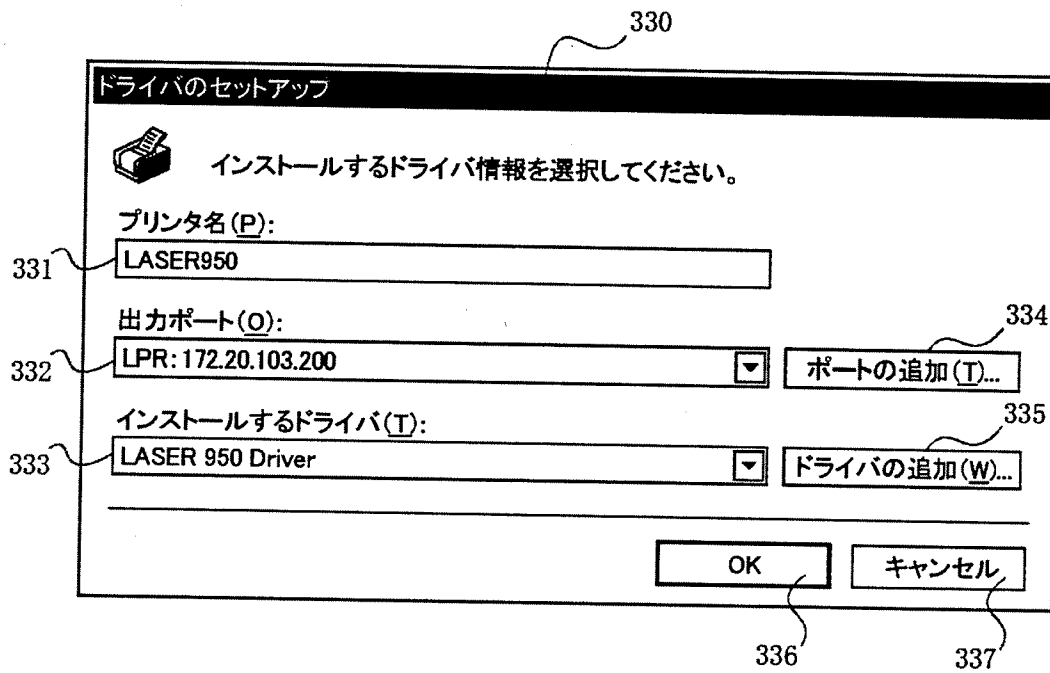 330
ドライバのセットアップ
インストールするドライバ情報を選択してください。
プリンタ名(P):
331
LASER950
出力ポート(O):
334
332
LPR: 172.20.103.200
ポートの追加(T)...
インストールするドライバ(T):
335
333
LASER 950 Driver
ドライバの追加(W)...
OK
キャンセル
336
337